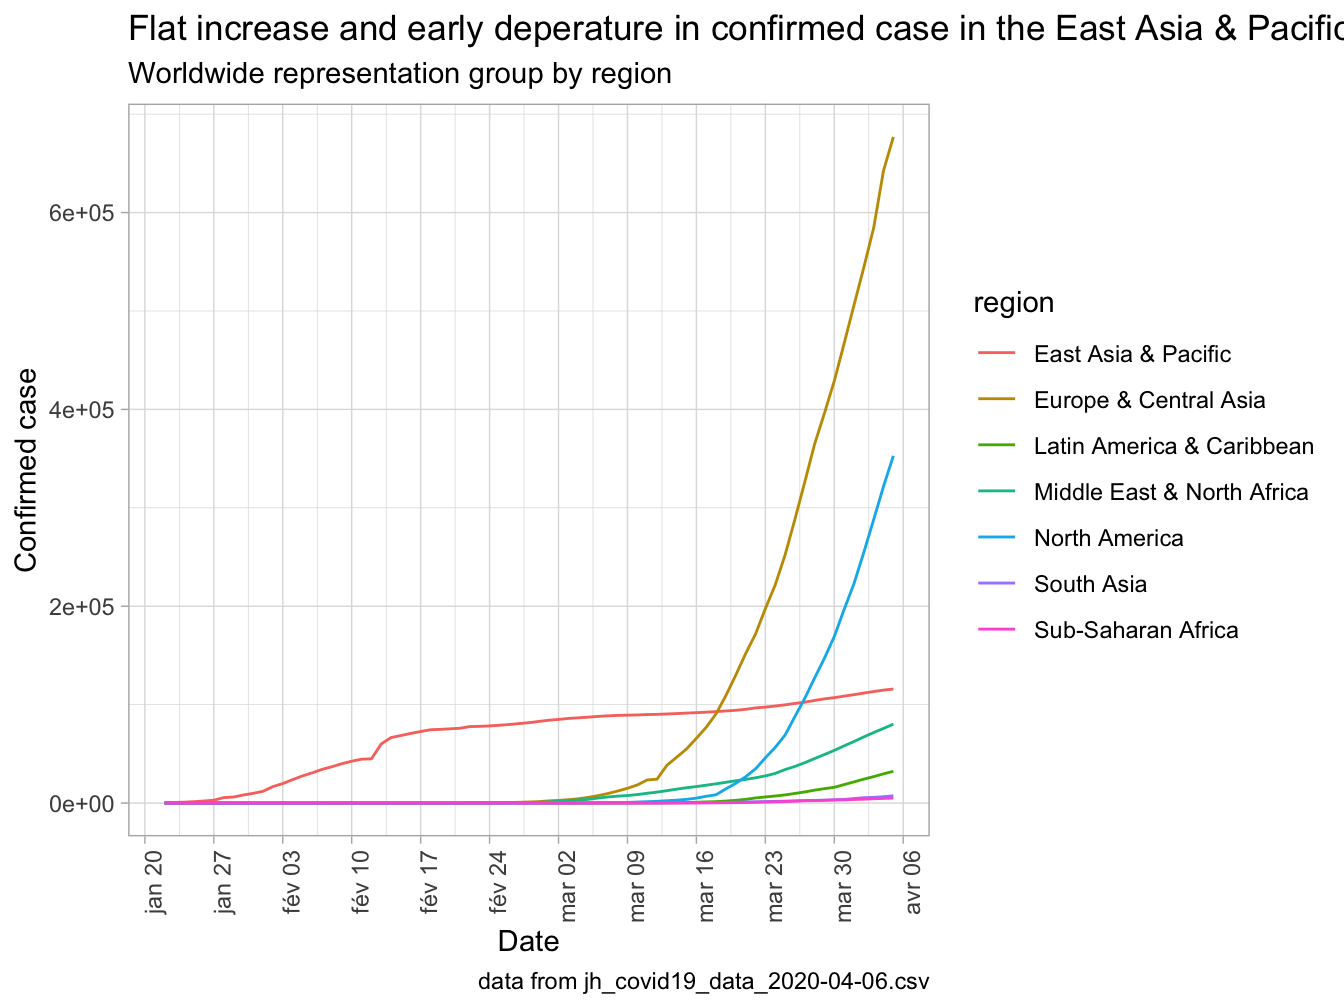 Flat increase and early deperature in confirmed case in the East Asia & Pacific
Worldwide representation group by region
Confirmed case
6e+05
4e+05
2e+05
0e+00
jan 20
jan 27
fév 03
fév 10
fév 17
fév 24
mar 02
mar 09
mar 16
mar 23
mar 30
avr 06
Date
region
East Asia & Pacific
Europe & Central Asia
Latin America & Caribbean
Middle East & North Africa
North America
South Asia
Sub-Saharan Africa
data from jh_covid19_data_2020-04-06.csv